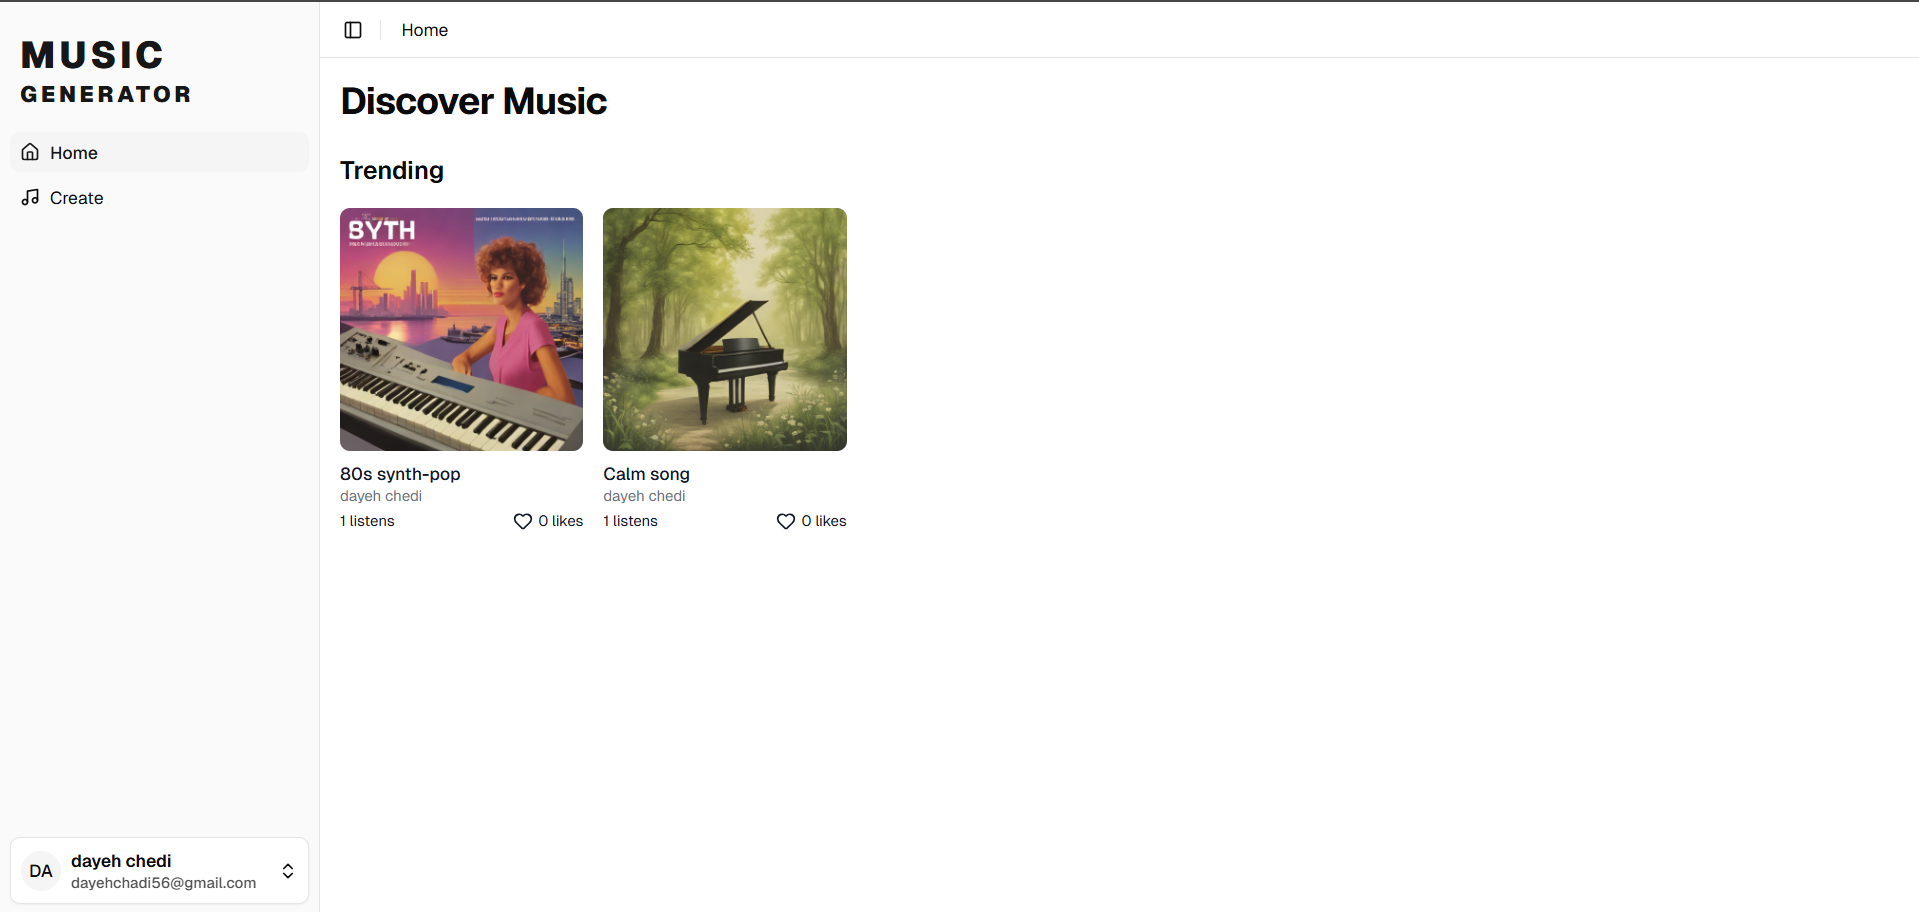 MUSIC
GENERATOR
Home
Create
dayeh chedi
dayehchadi56@gmail.com
DA
Home
Discover Music
Trending
SYTH
80s synth-pop
dayeh chedi
1 listens
0 likes
Calm song
dayeh chedi
1 listens
0 likes